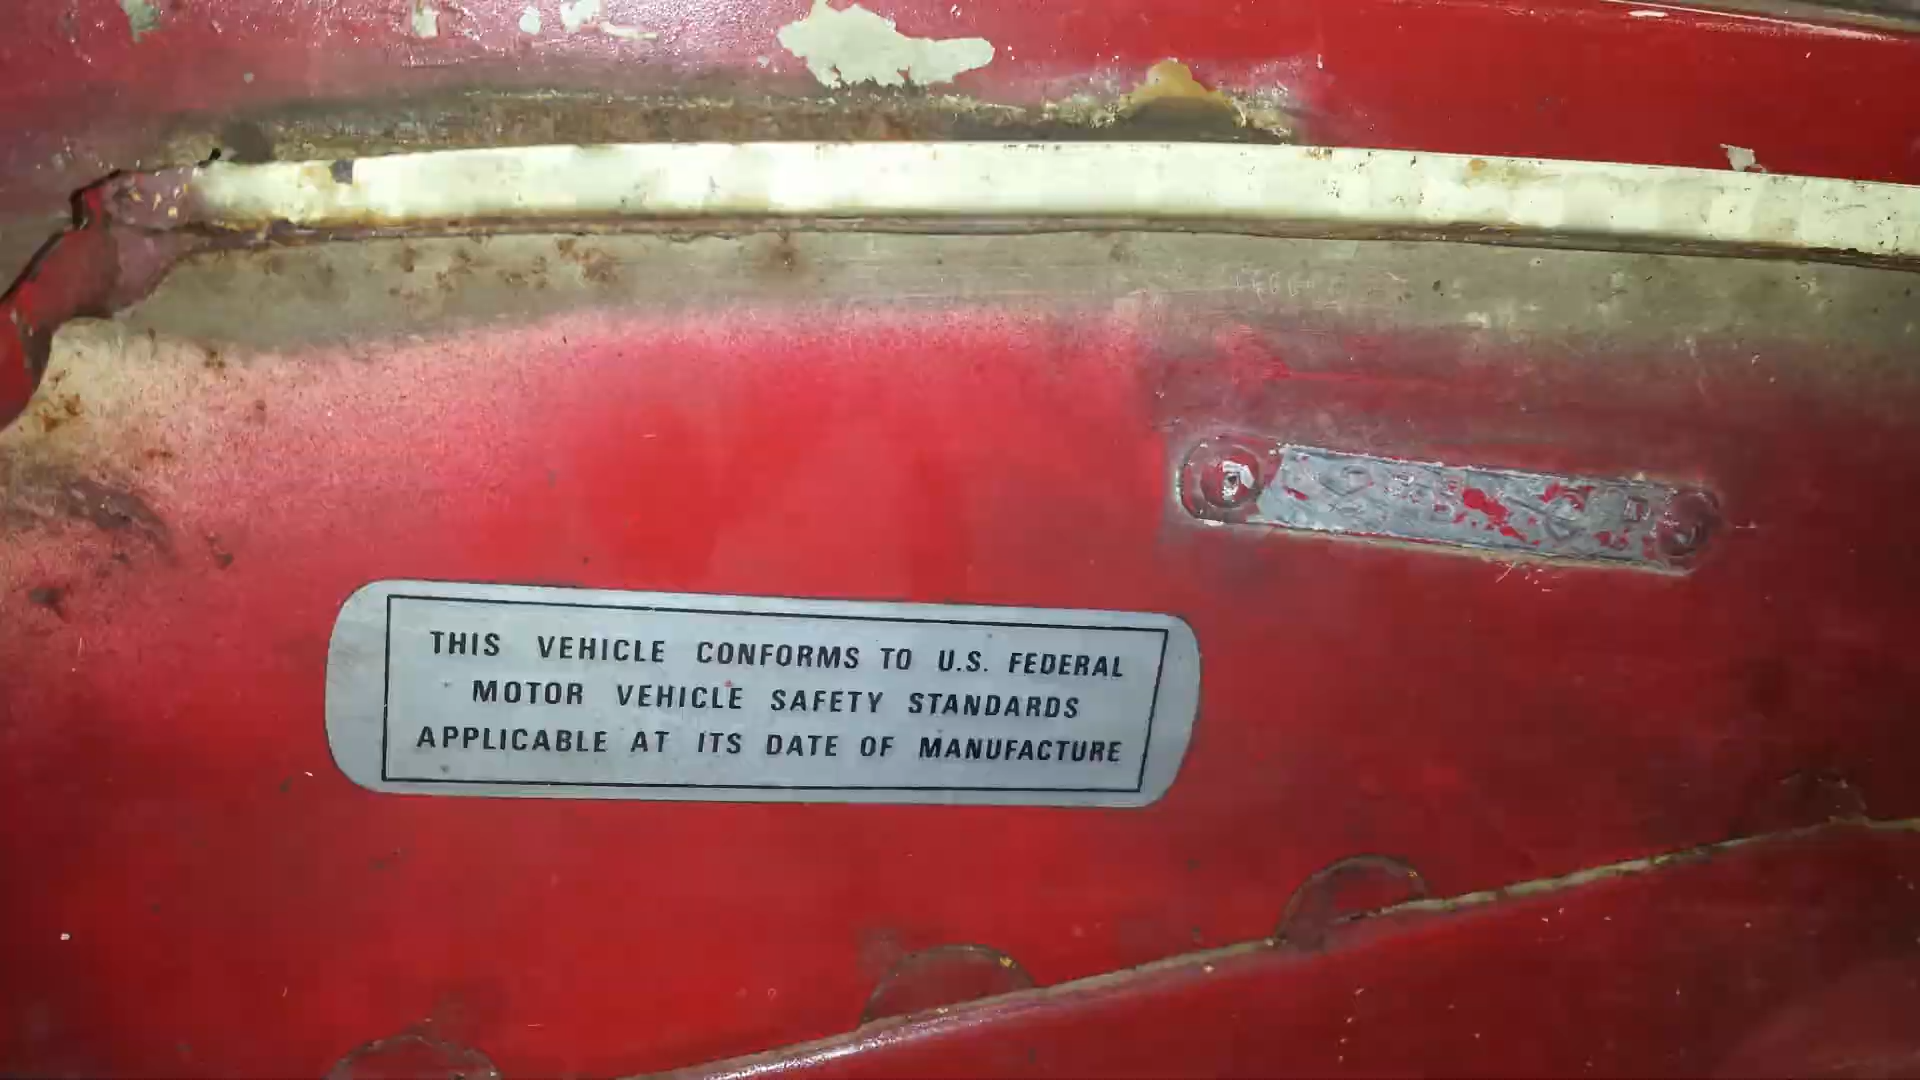 THIS VEHICLE CONFORMS TO U.S. FEDERAL
MOTOR VEHICLE SAFETY STANDARDS
APPLICABLE AT ITS DATE OF MANUFACTURE